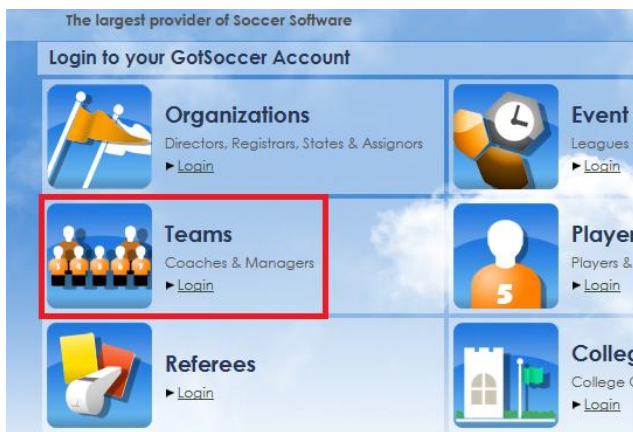 The largest provider of Soccer Software
Login to your GotSoccer Account
Organizations
Directors, Registrars, States & Assignors
►Login
Event
Leagues
►Login
Teams
Coaches & Managers
►Login
Player
Players &
►Login
5
Referees
►Login
Colleg
College
►Login